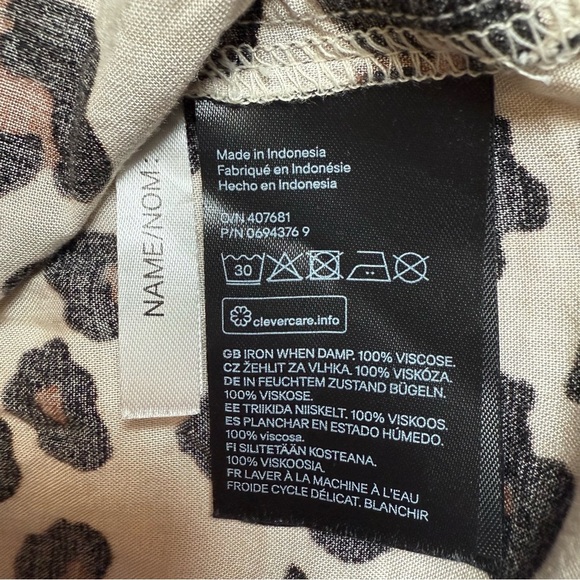 NAME/NOM:
Made in Indonesia
Fabriqué en Indonésie
Hecho en Indonesia
O/N 407681
P/N 0694376 9
30
clevercare.info
GB IRON WHEN DAMP. 100% VISCOSE.
CZ ŽEHLIT ZA VLHKA. 100% VISKÓZA.
DE IN FEUCHTEM ZUSTAND BÜGELN.
100% VISKOSE.
EE TRIIKIDA NIISKELT. 100% VISKOOS.
ES PLANCHAR EN ESTADO HÚMEDO.
100% viscosa.
FI SILITETÄÄN KOSTEANA.
100% VISKOOSIA.
FR LAVER À LA MACHINE À L'EAU
FROIDE CYCLE DÉLICAT. BLANCHIR